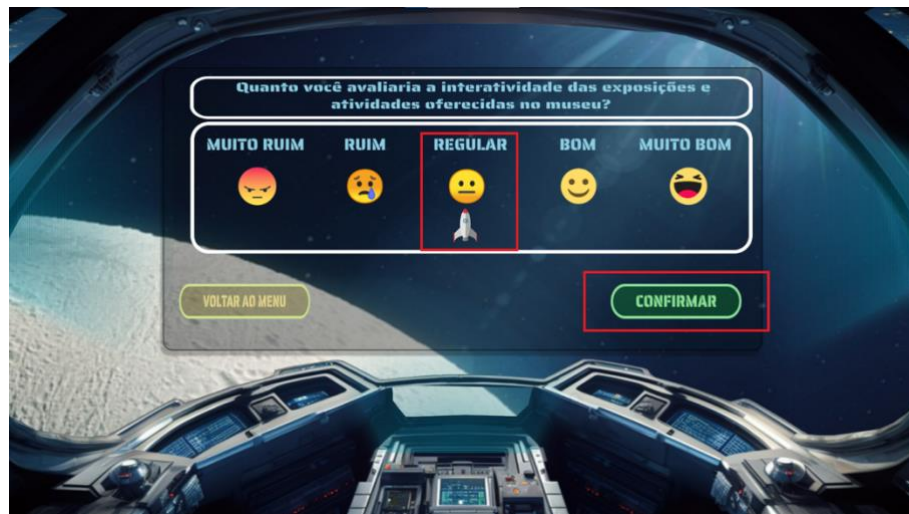 Quanto você avaliaria a interatividade das exposições e
atividades oferecidas no museu?
MUITO RUIM
RUIM
REGULAR
BOM
MUITO BOM
VOLTAR AO MENU
CONFIRMAR